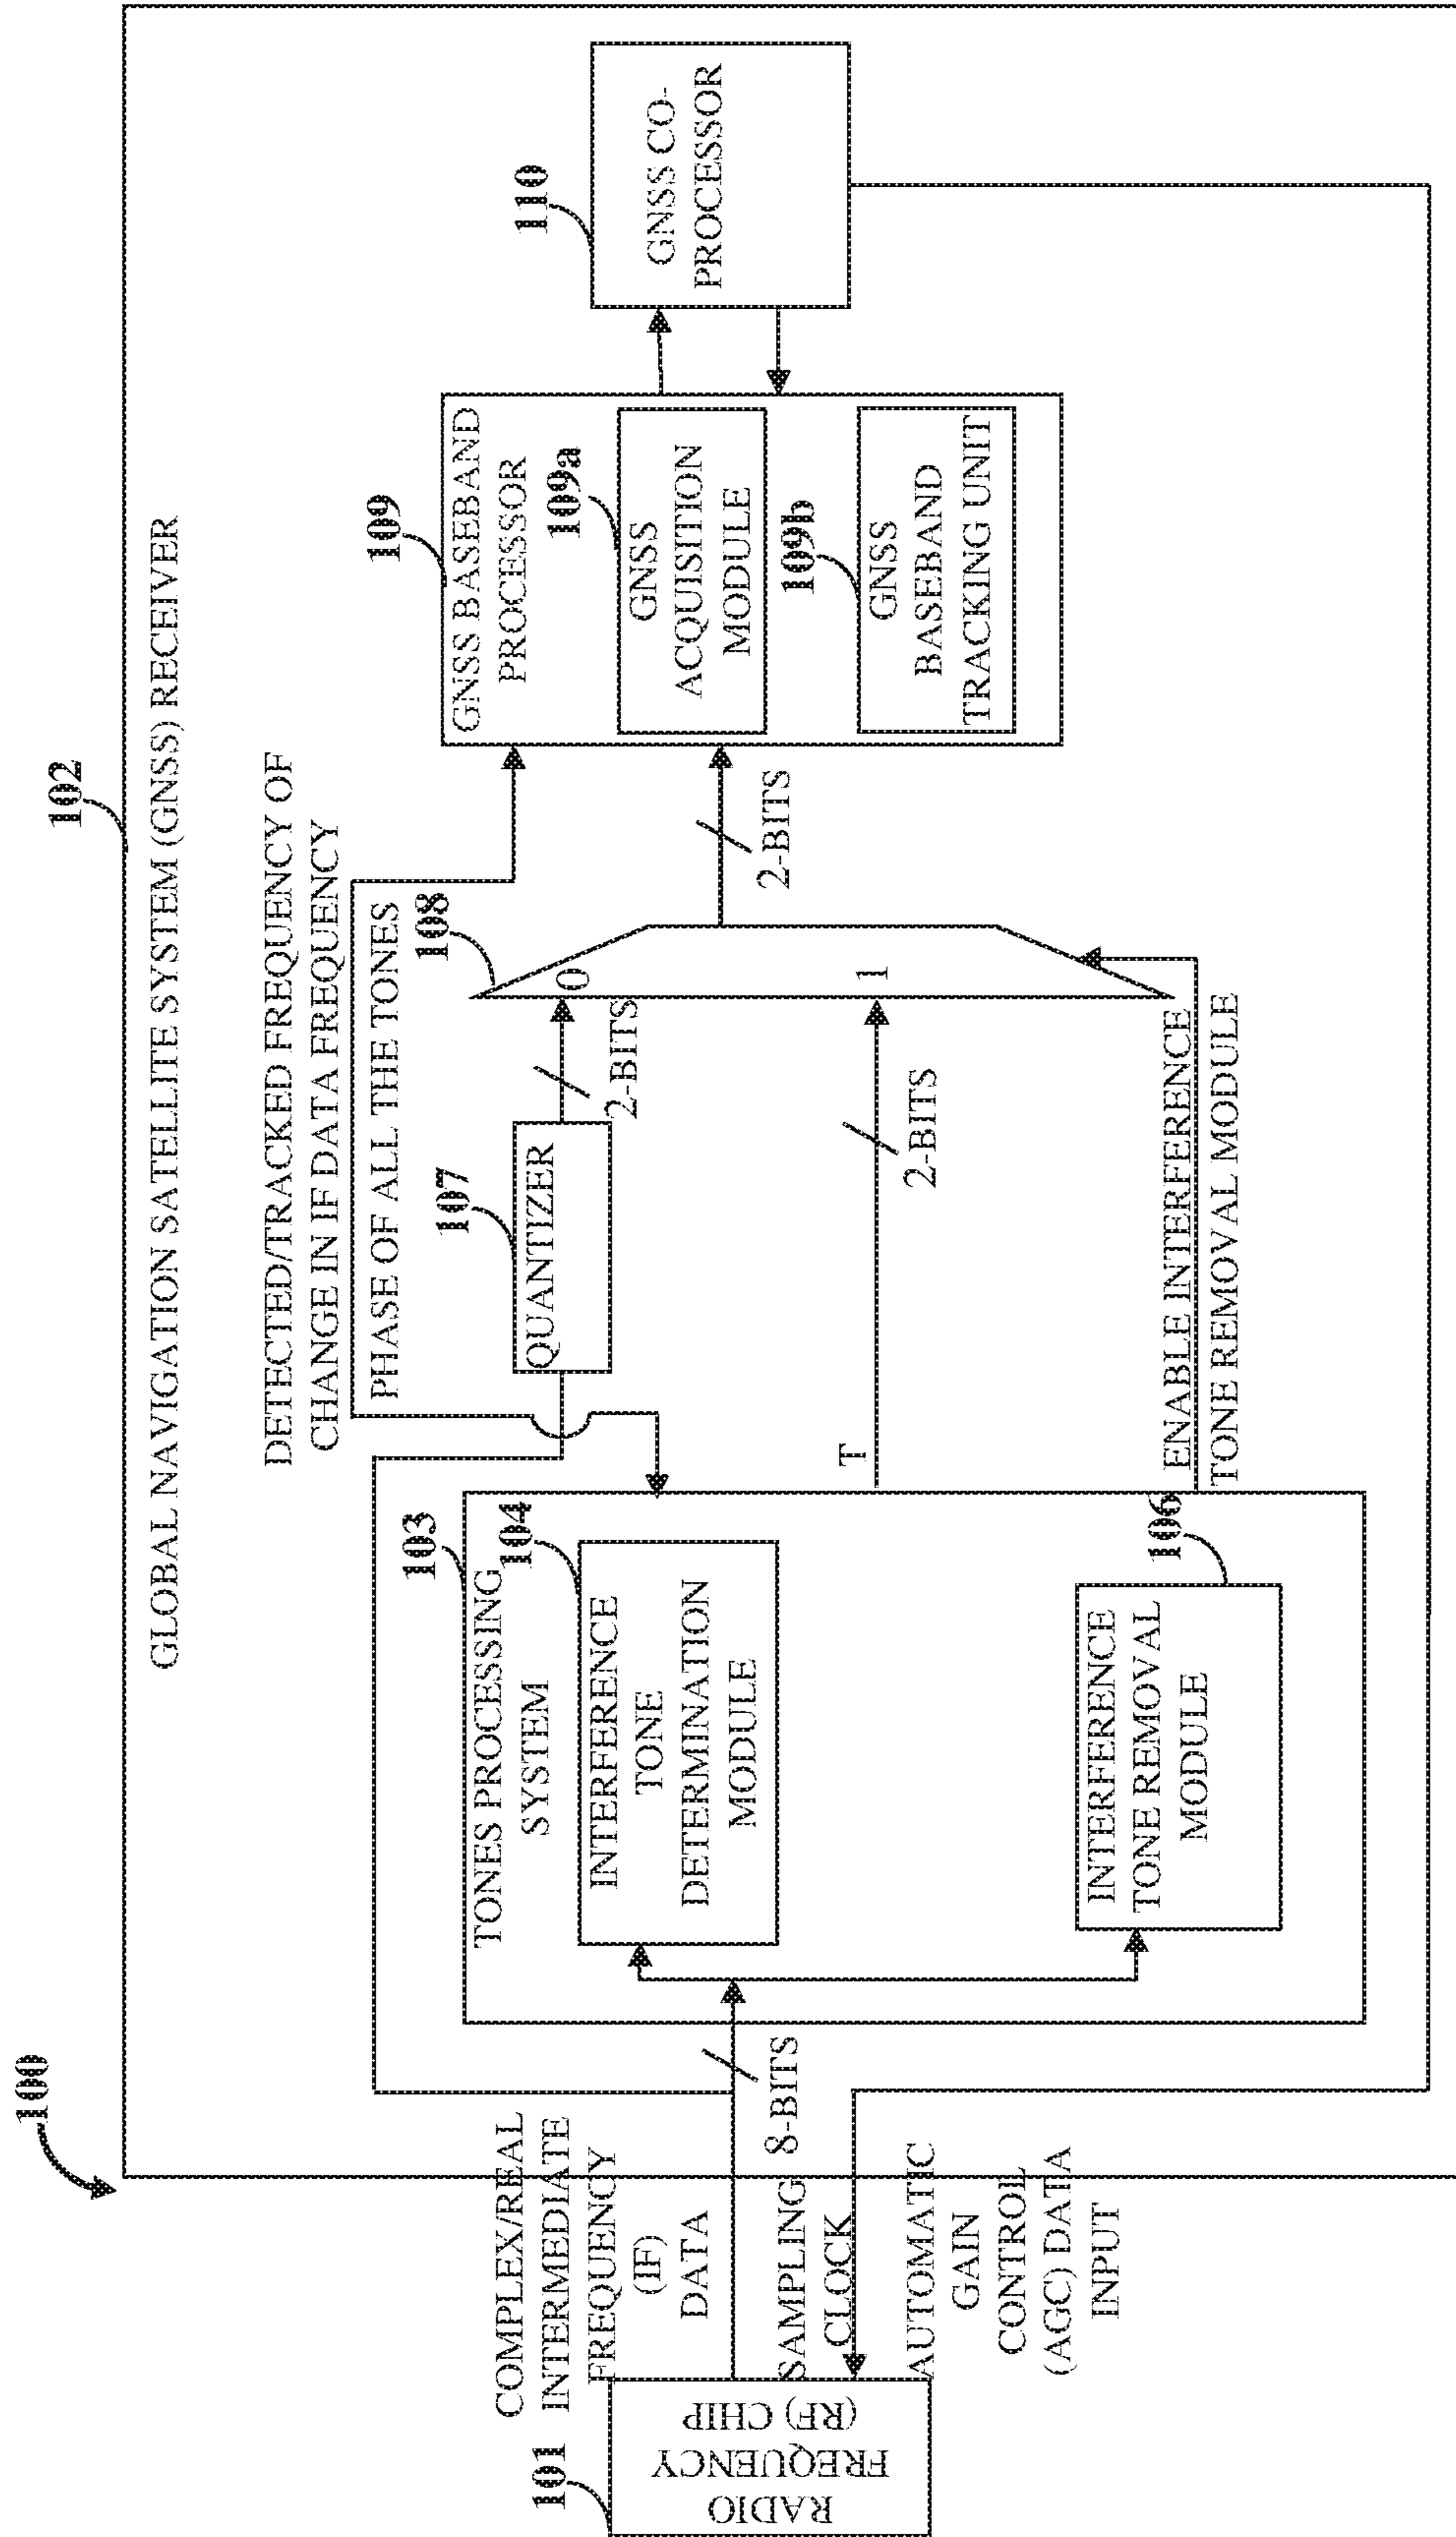 100
102
GLOBAL NAVIGATION SATELLITE SYSTEM (GNSS) RECEIVER
101
RADIO
FREQUENCY
(RF) CHIP
COMPLEX/REAL
INTERMEDIATE
FREQUENCY
(IF)
DATA
8-BITS
SAMPLING
CLOCK
AUTOMATIC
GAIN
CONTROL
(AGC) DATA
INPUT
103
TONES PROCESSING
SYSTEM
104
INTERFERENCE
TONE
DETERMINATION
MODULE
106
INTERFERENCE
TONE REMOVAL
MODULE
DETECTED/TRACKED FREQUENCY OF
CHANGE IN IF DATA FREQUENCY
PHASE OF ALL THE TONES
107
QUANTIZER
2-BITS
T
2-BITS
ENABLE INTERFERENCE
TONE REMOVAL MODULE
108
0
1
2-BITS
109
GNSS BASEBAND
PROCESSOR
109a
GNSS
ACQUISITION
MODULE
109b
GNSS
BASEBAND
TRACKING UNIT
110
GNSS CO-
PROCESSOR